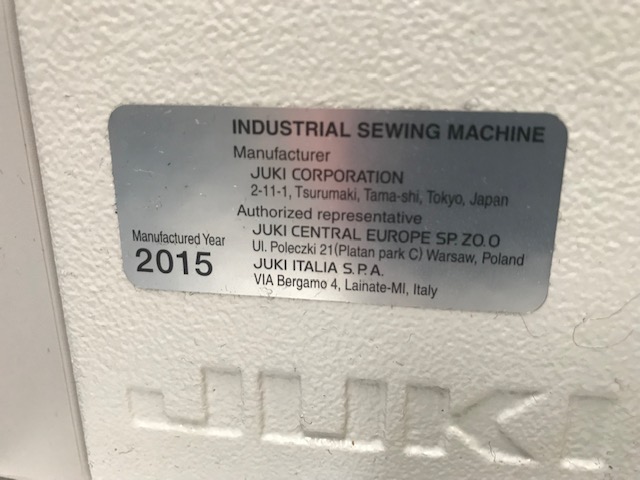 INDUSTRIAL SEWING MACHINE
Manufacturer
JUKI CORPORATION
2-11-1, Tsurumaki, Tama-shi, Tokyo, Japan
Authorized representative
JUKI CENTRAL EUROPE SP. ZO.O
Ul. Poleczki 21(Platan park C) Warsaw, Poland
JUKI ITALIA S.P.A.
VIA Bergamo 4, Lainate-MI, Italy
Manufactured Year
2015
JUKI